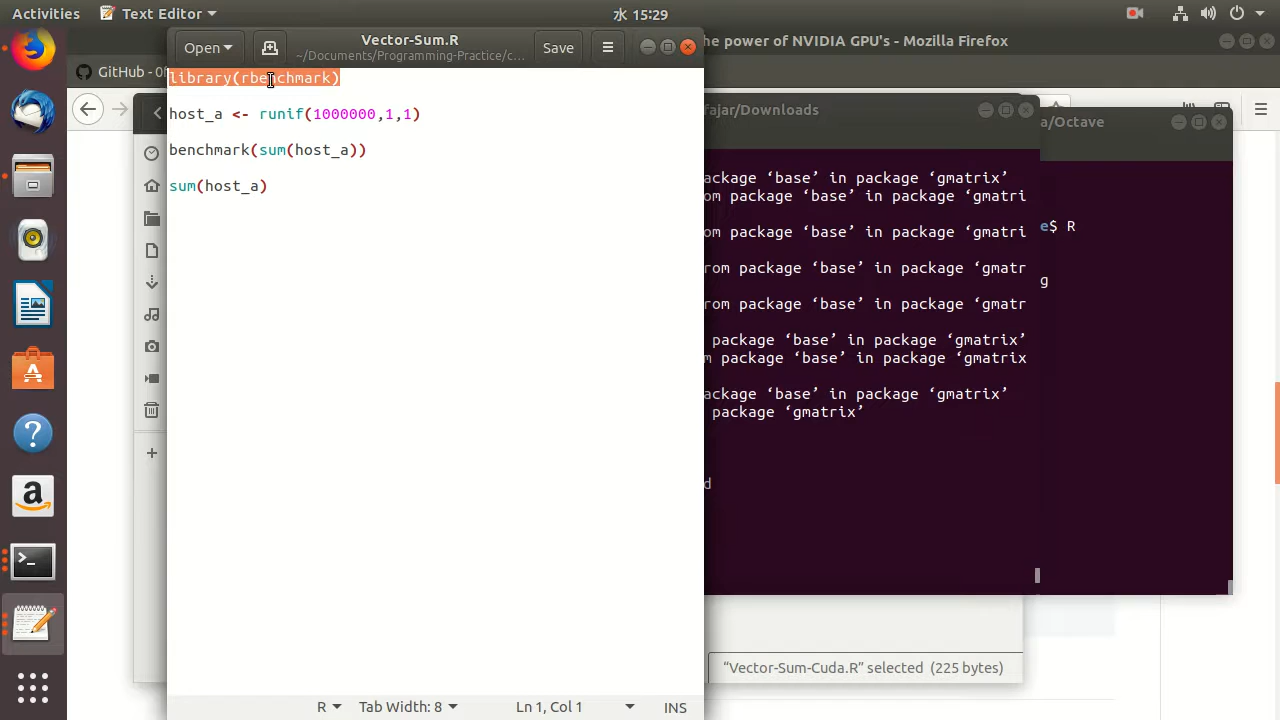 Activities
Text Editor
水 15:29
Open
Vector-Sum.R
~/Documents/Programming-Practice/c…
Save
the power of NVIDIA GPU's - Mozilla Firefox
GitHub - 0
fajar/Downloads
a/Octave
library(rbenchmark)
host_a <- runif(1000000,1,1)
benchmark(sum(host_a))
sum(host_a)
ackage ‘base’ in package ‘gmatrix’
om package ‘base’ in package ‘gmatri
om package ‘base’ in package ‘gmatri
rom package ‘base’ in package ‘gmatr
rom package ‘base’ in package ‘gmatr
package ‘base’ in package ‘gmatrix’
m package ‘base’ in package ‘gmatrix
ackage ‘base’ in package ‘gmatrix’
package ‘gmatrix’
d
e$ R
g
“Vector-Sum-Cuda.R” selected (225 bytes)
R
Tab Width: 8
Ln 1, Col 1
INS